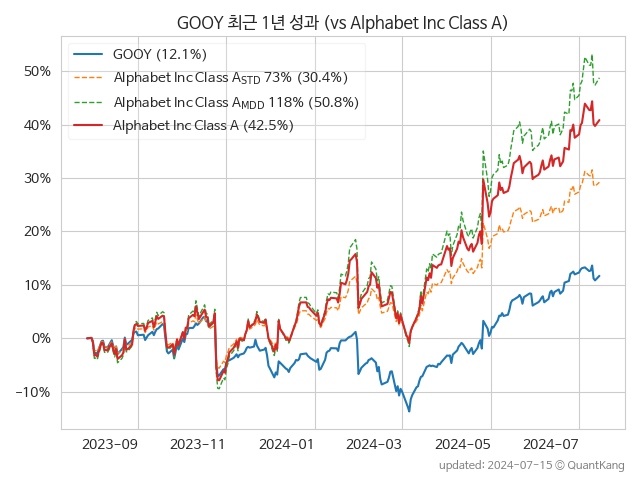 GOOY 최근 1년 성과 (vs Alphabet Inc Class A)
GOOY (12.1%)
Alphabet Inc Class A STD 73% (30.4%)
Alphabet Inc Class A MDD 118% (50.8%)
Alphabet Inc Class A (42.5%)
50%
40%
30%
20%
10%
0%
−10%
2023-09 2023-11 2024-01 2024-03 2024-05 2024-07
updated: 2024-07-15 © QuantKang